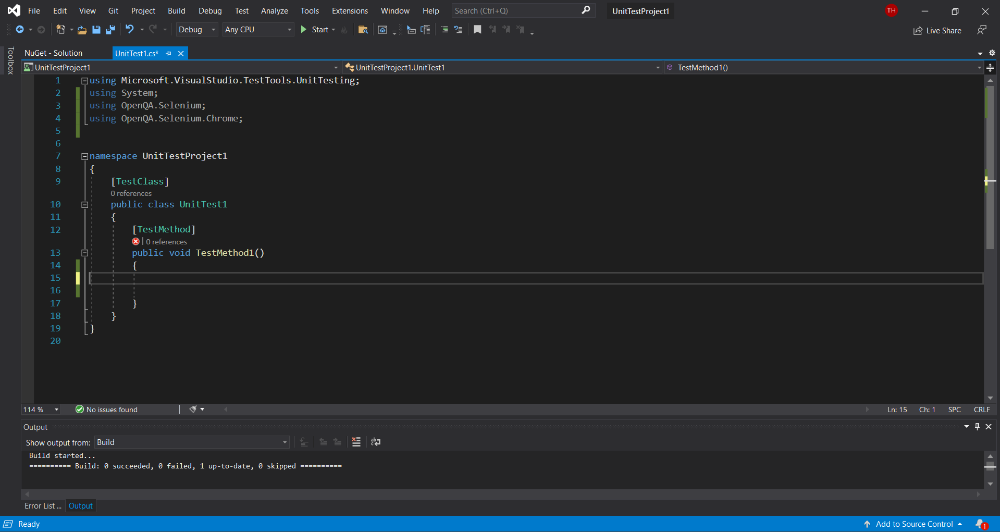 File Edit View Git Project Build Debug Test Analyze Tools Extensions Window Help Search (Ctrl+Q) UnitTestProject1 TH
Debug Any CPU Start Live Share
Toolbox
NuGet - Solution UnitTest1.cs*
UnitTestProject1 UnitTestProject1.UnitTest1 TestMethod1()
1 using Microsoft.VisualStudio.TestTools.UnitTesting;
2 using System;
3 using OpenQA.Selenium;
4 using OpenQA.Selenium.Chrome;
5
6
7 namespace UnitTestProject1
8 {
9 [TestClass]
0 references
10 public class UnitTest1
11 {
12 [TestMethod]
| 0 references
13 public void TestMethod1()
14 {
15
16
17 }
18 }
19 }
20
114 % No issues found Ln: 15 Ch: 1 SPC CRLF
Output
Show output from: Build
Build started...
========== Build: 0 succeeded, 0 failed, 1 up-to-date, 0 skipped ==========
Error List ... Output
Ready Add to Source Control 1